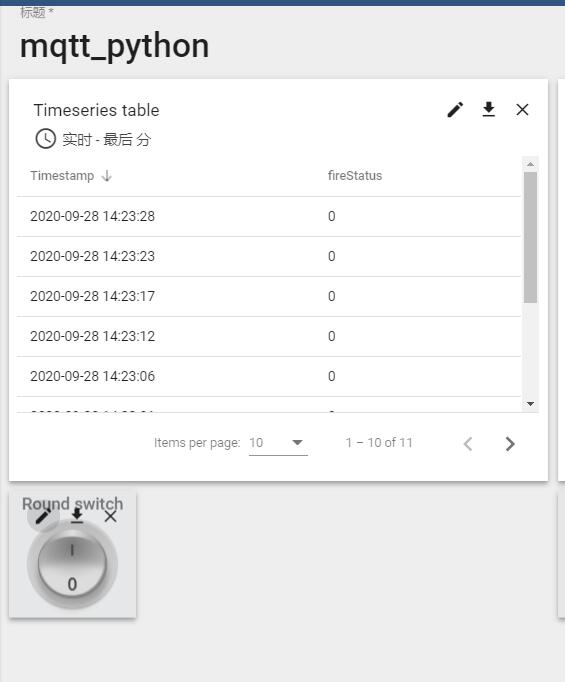 标题 *
mqtt_python
Timeseries table
实时 - 最后 分
Timestamp fireStatus
2020-09-28 14:23:28 0
2020-09-28 14:23:23 0
2020-09-28 14:23:17 0
2020-09-28 14:23:12 0
2020-09-28 14:23:06 0
Items per page: 10 1 – 10 of 11
Round switch
I
0